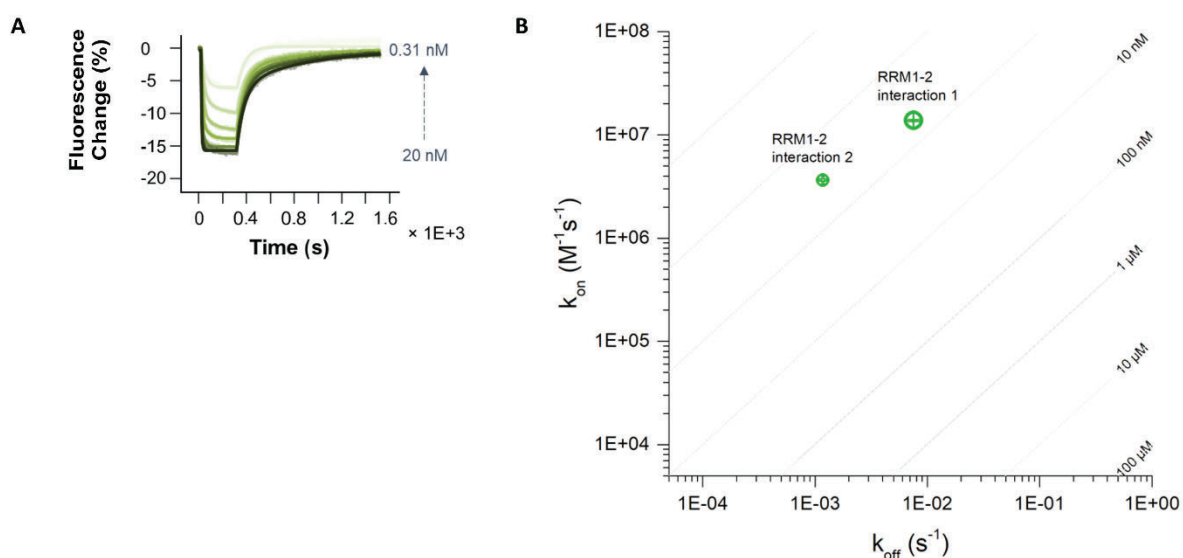 A
Fluorescence
Change (%)
0
-5
-10
-15
-20
0.31 nM
20 nM
0 0.4 0.8 1.2 1.6
× 1E+3
Time (s)
B
1E+08
1E+07
1E+06
1E+05
1E+04
kon (M-1s-1)
RRM1-2
interaction 1
RRM1-2
interaction 2
10 nM
100 nM
1 µM
10 µM
100 µM
1E-04 1E-03 1E-02 1E-01 1E+00
koff (s-1)